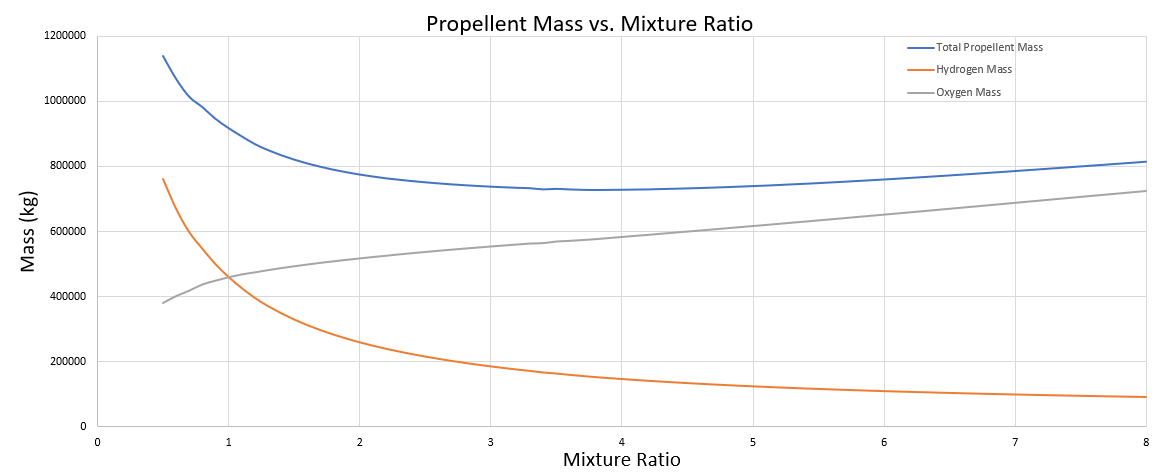 Propellent Mass vs. Mixture Ratio
1200000
1000000
800000
600000
400000
200000
0
Mass (kg)
Total Propellent Mass
Hydrogen Mass
Oxygen Mass
0 1 2 3 4 5 6 7 8
Mixture Ratio